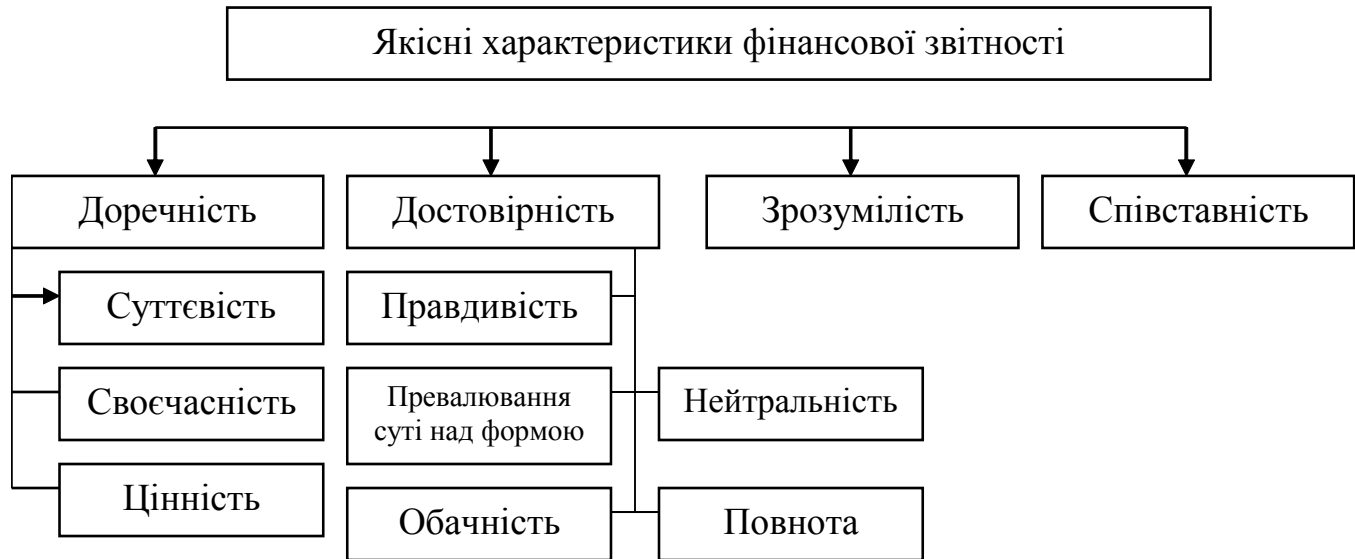 Якісні характеристики фінансової звітності
Доречність
Достовірність
Зрозумілість
Співставність
Суттєвість
Правдивість
Своєчасність
Превалювання
суті над формою
Нейтральність
Цінність
Обачність
Повнота